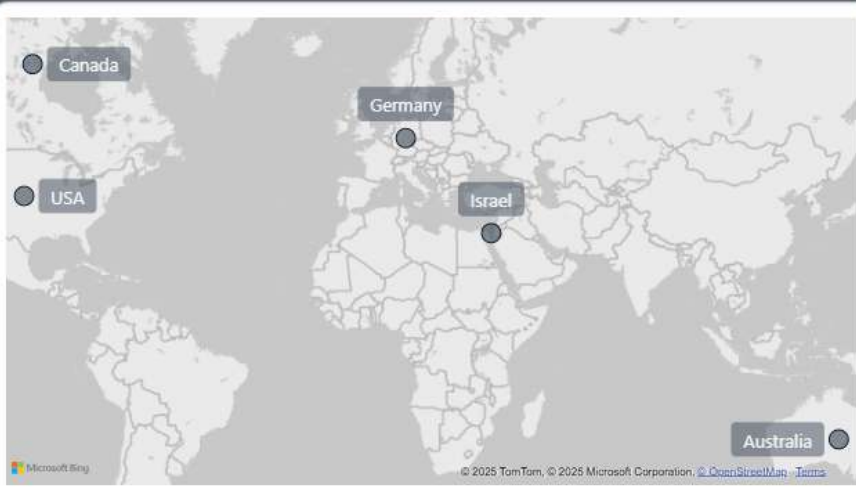 Canada
Germany
USA
Israel
Australia
Microsoft Bing
© 2025 TomTom, © 2025 Microsoft Corporation, © OpenStreetMap Terms